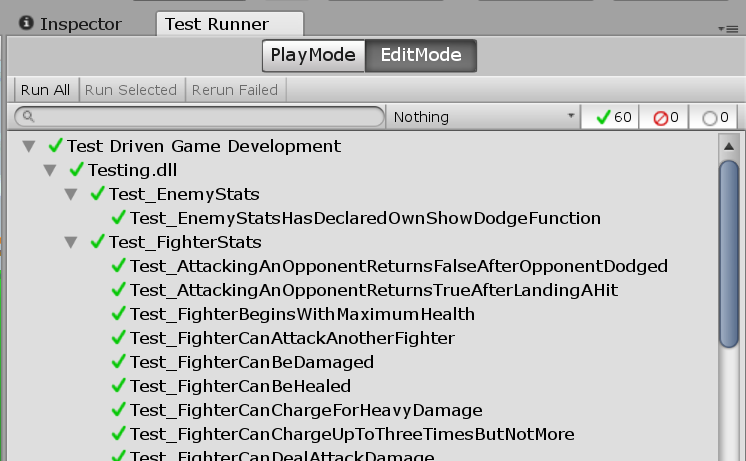 Inspector Test Runner
PlayMode EditMode
Run All Run Selected Rerun Failed
Nothing 60 0 0
Test Driven Game Development
Testing.dll
Test_EnemyStats
Test_EnemyStatsHasDeclaredOwnShowDodgeFunction
Test_FighterStats
Test_AttackingAnOpponentReturnsFalseAfterOpponentDodged
Test_AttackingAnOpponentReturnsTrueAfterLandingAHit
Test_FighterBeginsWithMaximumHealth
Test_FighterCanAttackAnotherFighter
Test_FighterCanBeDamaged
Test_FighterCanBeHealed
Test_FighterCanChargeForHeavyDamage
Test_FighterCanChargeUpToThreeTimesButNotMore
Test_FighterCanDealAttackDamage